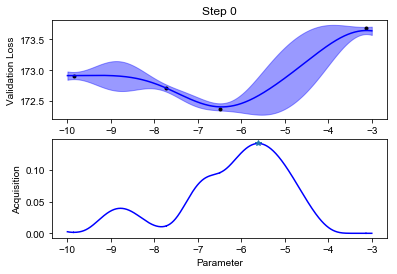 Step 0
Validation Loss
173.5
173.0
172.5
−10 −9 −8 −7 −6 −5 −4 −3
Acquisition
0.10
0.05
0.00
−10 −9 −8 −7 −6 −5 −4 −3
Parameter